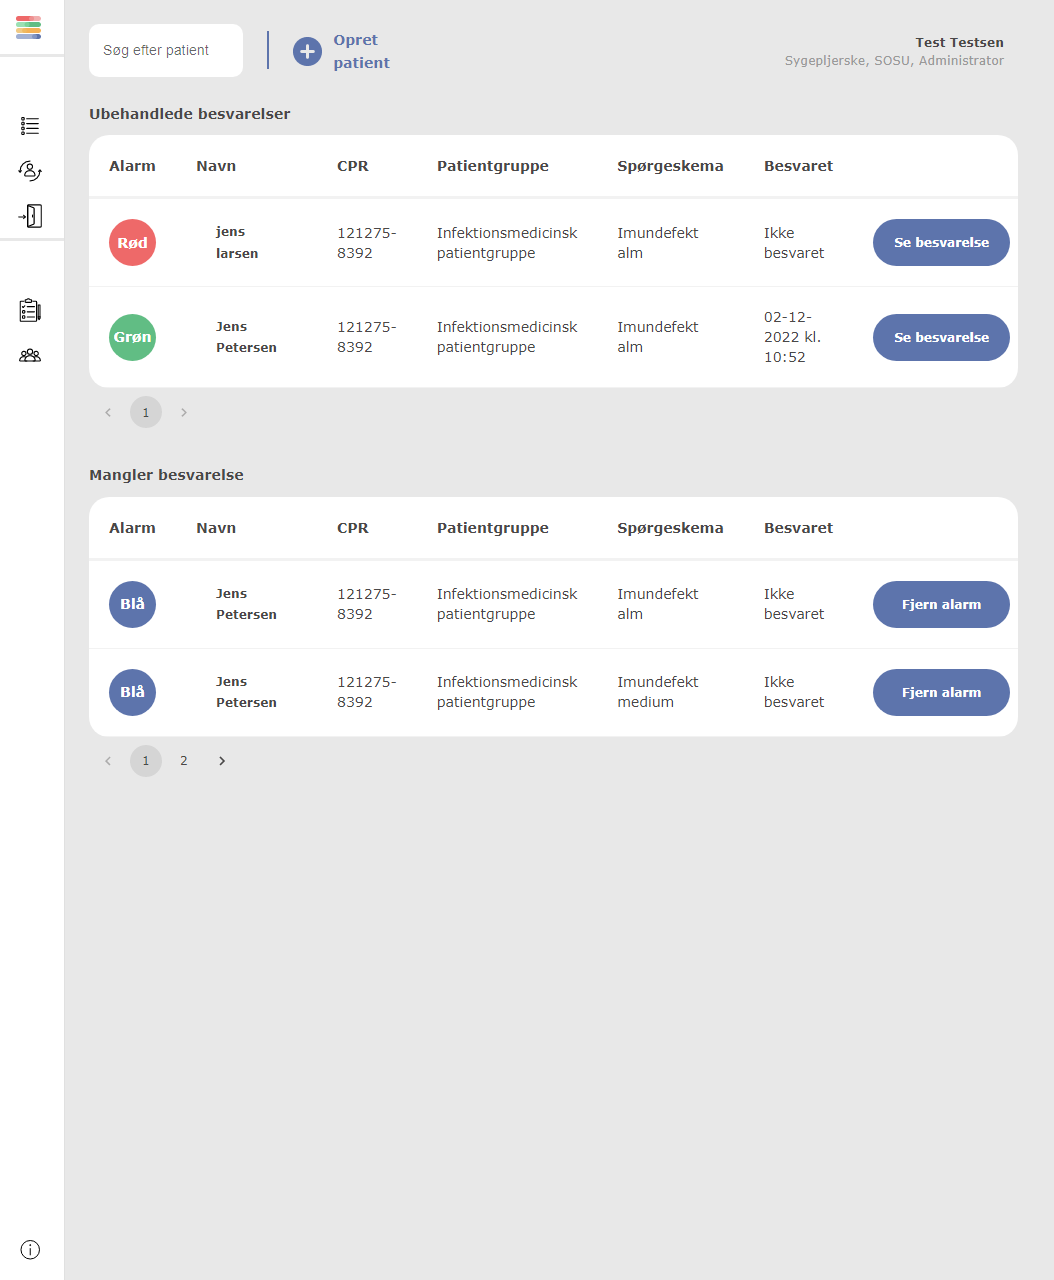 Søg efter patient
Opret
patient
Test Testsen
Sygepljerske, SOSU, Administrator
Ubehandlede besvarelser
Alarm Navn CPR Patientgruppe Spørgeskema Besvaret
Rød jens larsen 121275-8392 Infektionsmedicinsk patientgruppe Imundefekt alm Ikke besvaret Se besvarelse
Grøn Jens Petersen 121275-8392 Infektionsmedicinsk patientgruppe Imundefekt alm 02-12-2022 kl. 10:52 Se besvarelse
1
Mangler besvarelse
Alarm Navn CPR Patientgruppe Spørgeskema Besvaret
Blå Jens Petersen 121275-8392 Infektionsmedicinsk patientgruppe Imundefekt alm Ikke besvaret Fjern alarm
Blå Jens Petersen 121275-8392 Infektionsmedicinsk patientgruppe Imundefekt medium Ikke besvaret Fjern alarm
1 2